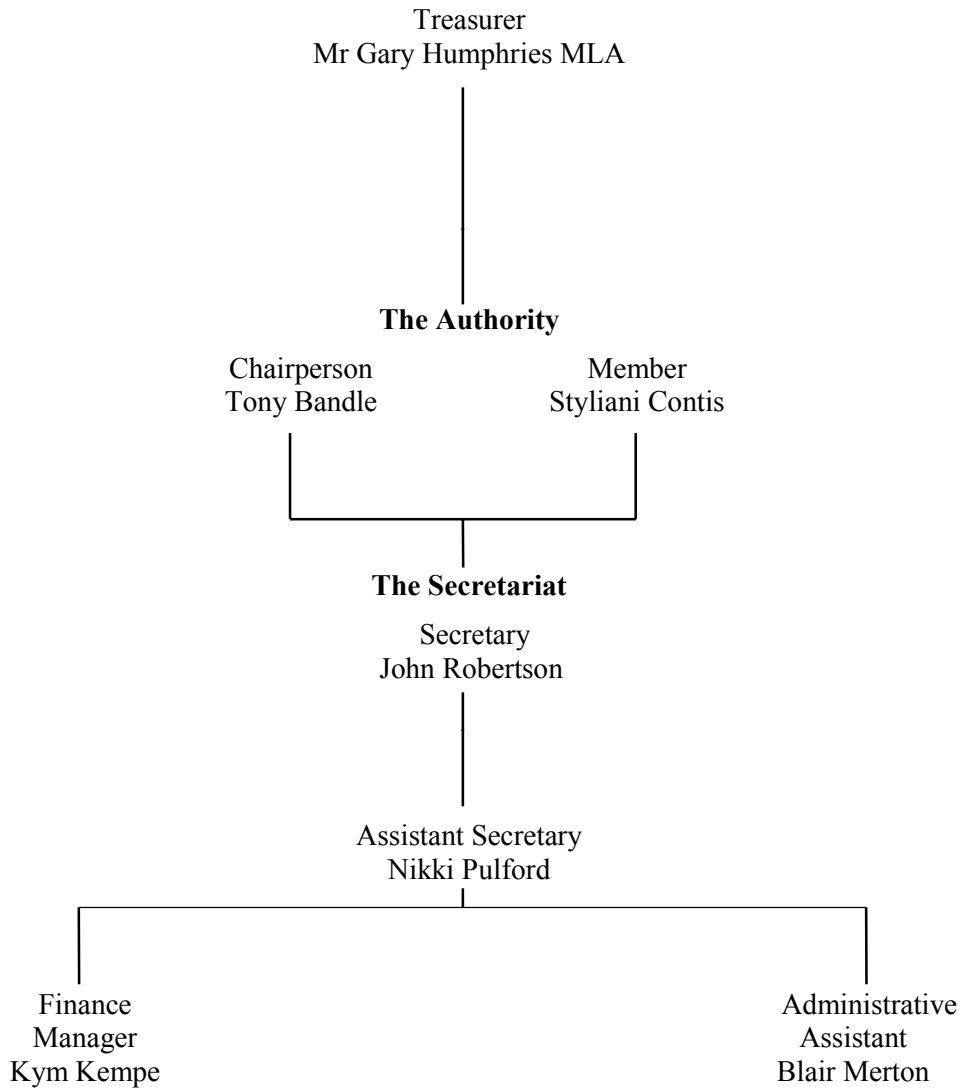 Treasurer
Mr Gary Humphries MLA
The Authority
Chairperson
Tony Bandle
Member
Styliani Contis
The Secretariat
Secretary
John Robertson
Assistant Secretary
Nikki Pulford
Finance
Manager
Kym Kempe
Administrative
Assistant
Blair Merton